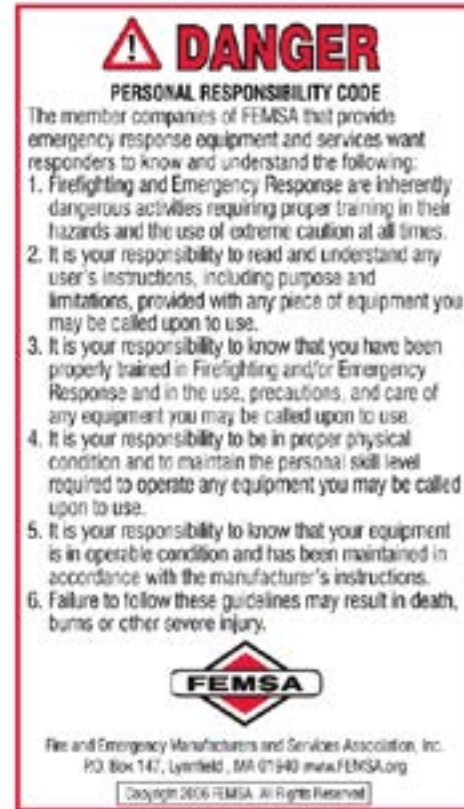 DANGER
PERSONAL RESPONSIBILITY CODE
The member companies of FEMSA that provide
emergency response equipment and services want
responders to know and understand the following:
1. Firefighting and Emergency Response are inherently
dangerous activities requiring proper training in their
hazards and the use of extreme caution at all times.
2. It is your responsibility to read and understand any
user's instructions, including purpose and
limitations, provided with any piece of equipment you
may be called upon to use.
3. It is your responsibility to know that you have been
properly trained in Firefighting and/or Emergency
Response and in the use, precautions, and care of
any equipment you may be called upon to use.
4. It is your responsibility to be in proper physical
condition and to maintain the personal skill level
required to operate any equipment you may be called
upon to use.
5. It is your responsibility to know that your equipment
is in operable condition and has been maintained in
accordance with the manufacturer's instructions.
6. Failure to follow these guidelines may result in death,
burns or other severe injury.
FEMSA
Fire and Emergency Manufacturers and Services Association, Inc.
P.O. Box 147, Lynnfield, MA 01940 www.FEMSA.org
Copyright 2006 FEMSA. All Rights Reserved